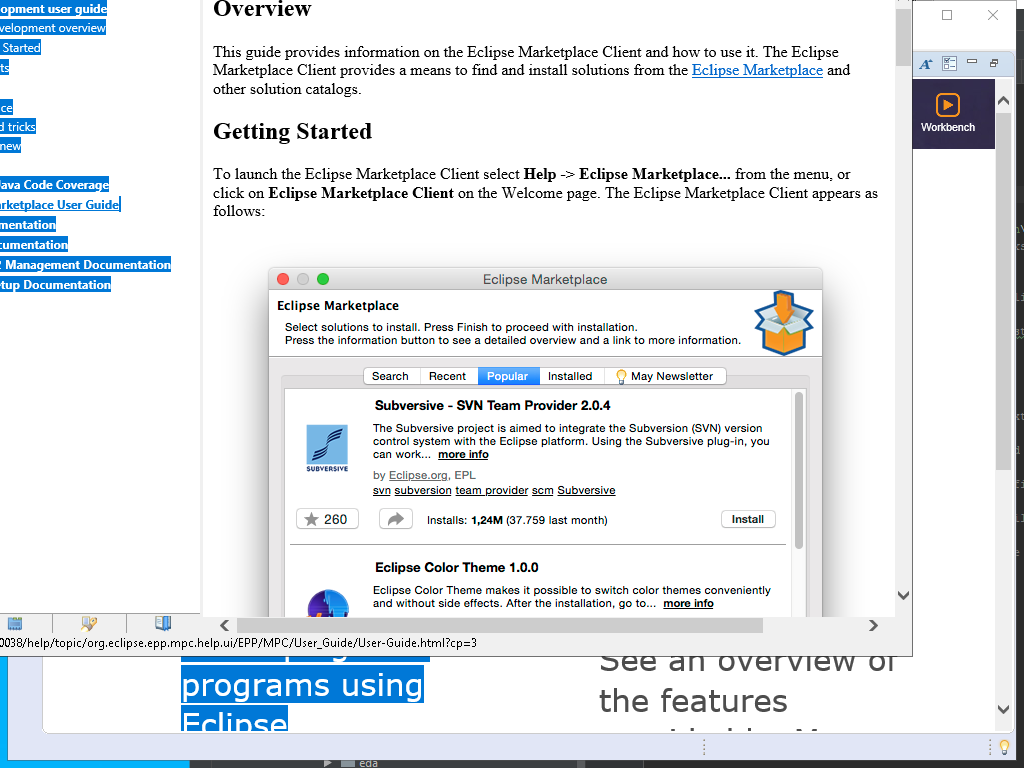 opment user guide
velopment overview
Started
ts
ce
d tricks
new
Java Code Coverage
rketplace User Guide
mentation
cumentation
2 Management Documentation
tup Documentation
Overview
This guide provides information on the Eclipse Marketplace Client and how to use it. The Eclipse
Marketplace Client provides a means to find and install solutions from the Eclipse Marketplace and
other solution catalogs.
Getting Started
To launch the Eclipse Marketplace Client select Help -> Eclipse Marketplace... from the menu, or
click on Eclipse Marketplace Client on the Welcome page. The Eclipse Marketplace Client appears as
follows:
Eclipse Marketplace
Eclipse Marketplace
Select solutions to install. Press Finish to proceed with installation.
Press the information button to see a detailed overview and a link to more information.
Search Recent Popular Installed May Newsletter
Subversive - SVN Team Provider 2.0.4
The Subversive project is aimed to integrate the Subversion (SVN) version
control system with the Eclipse platform. Using the Subversive plug-in, you
can work... more info
SUBVERSIVE
by Eclipse.org, EPL
svn subversion team provider scm Subversive
260 Installs: 1,24M (37.759 last month) Install
Eclipse Color Theme 1.0.0
Eclipse Color Theme makes it possible to switch color themes conveniently
and without side effects. After the installation, go to... more info
0038/help/topic/org.eclipse.epp.mpc.help.ui/EPP/MPC/User_Guide/User-Guide.html?cp=3
Workbench
programs using
Eclipse
See an overview of
the features
eda